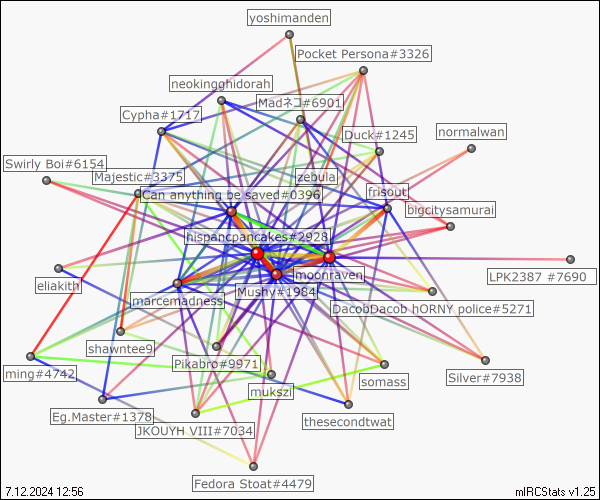 yoshimanden
Pocket Persona#3326
neokingghidorah
Madネコ#6901
Cypha#1717
Duck#1245
normalwan
Swirly Boi#6154
Majestic#3375
zebula
Can anything be saved#0396
frisout
bigcitysamurai
hispancpancakes#2928
moonraven
LPK2387 #7690
eliakith
Mushy#1984
marcemadness
DacobDacob hORNY police#5271
shawntee9
Pikabro#9971
ming#4742
somass
Silver#7938
mukszi
Eg.Master#1378
thesecondtwat
JKOUYH VIII#7034
Fedora Stoat#4479
7.12.2024 12:56
mIRCStats v1.25